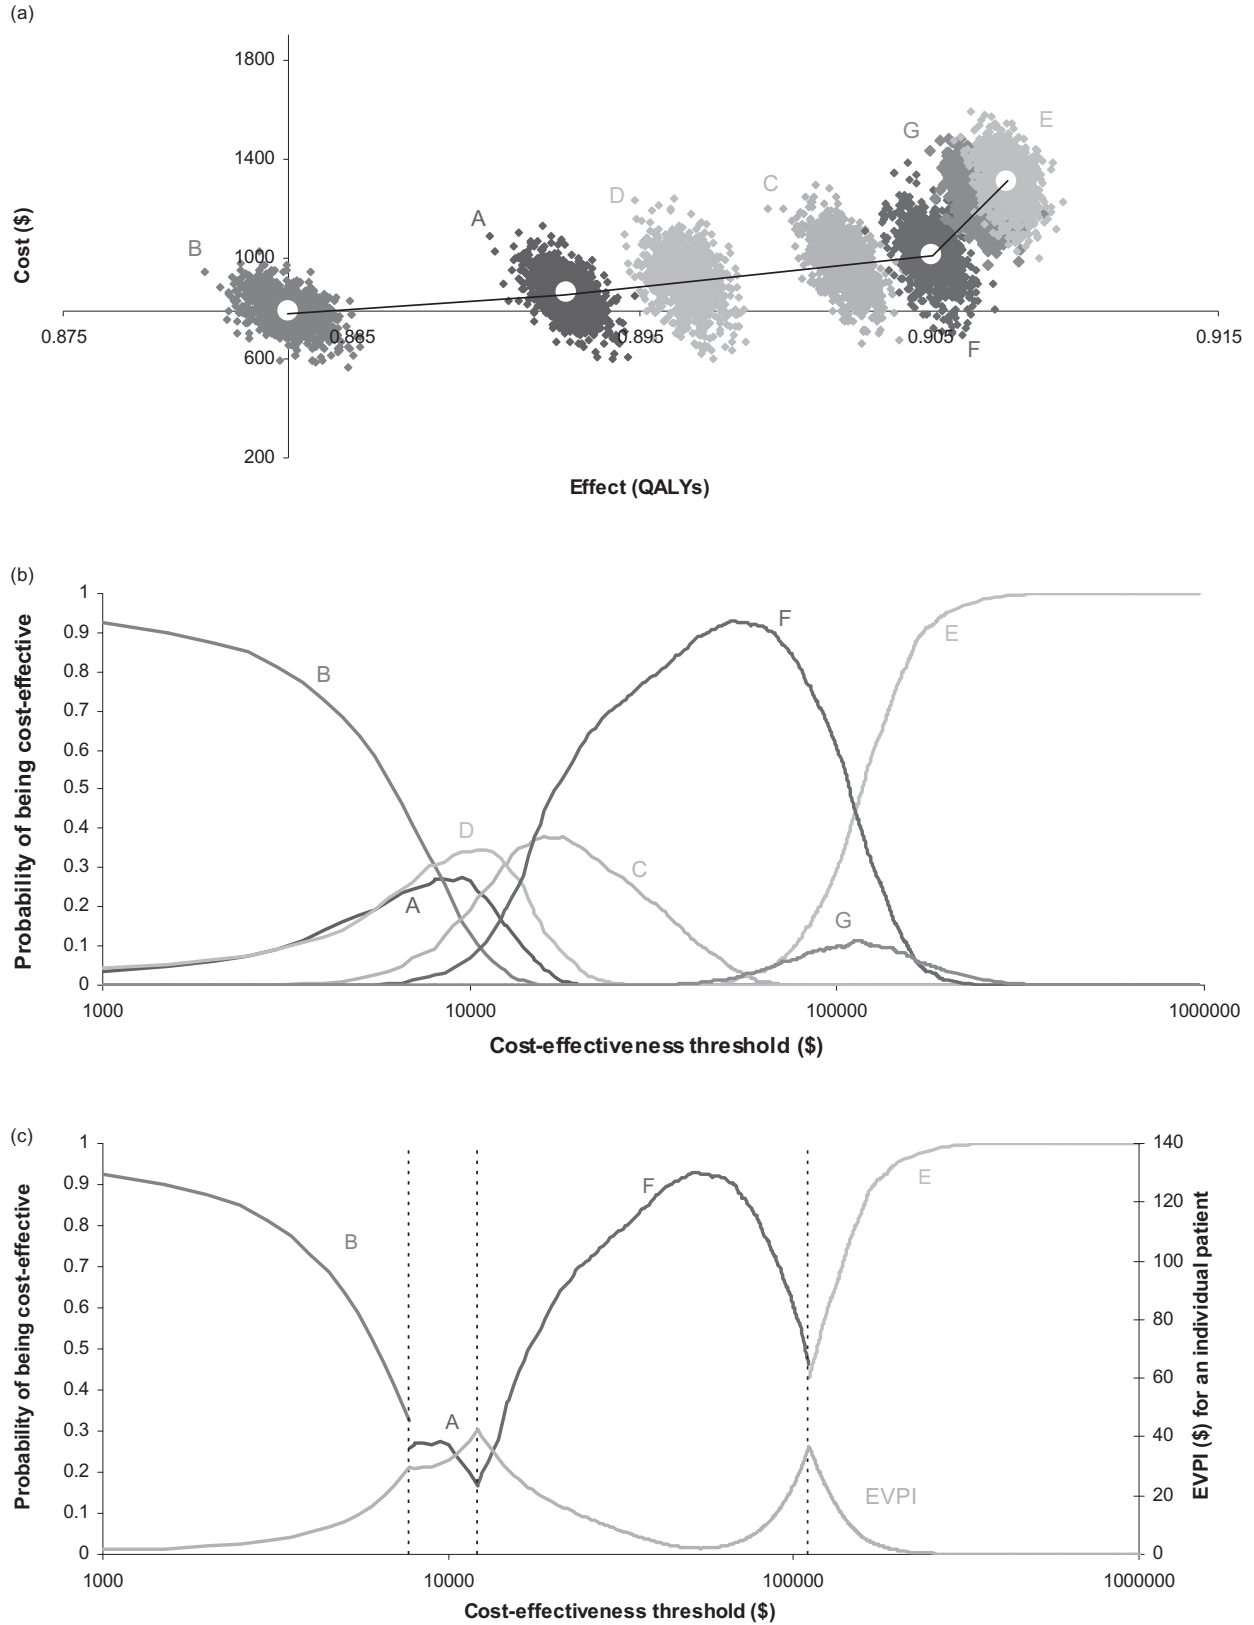 (a)
1800
1400
1000
600
200
Cost ($)
B
A
D
C
G
E
F
0.875
0.885
0.895
0.905
0.915
Effect (QALYs)
(b)
1
0.9
0.8
0.7
0.6
0.5
0.4
0.3
0.2
0.1
0
Probability of being cost-effective
B
D
A
C
F
G
E
1000
10000
100000
1000000
Cost-effectiveness threshold ($)
(c)
1
0.9
0.8
0.7
0.6
0.5
0.4
0.3
0.2
0.1
0
Probability of being cost-effective
B
A
F
E
EVPI
140
120
100
80
60
40
20
0
EVPI ($) for an individual patient
1000
10000
100000
1000000
Cost-effectiveness threshold ($)